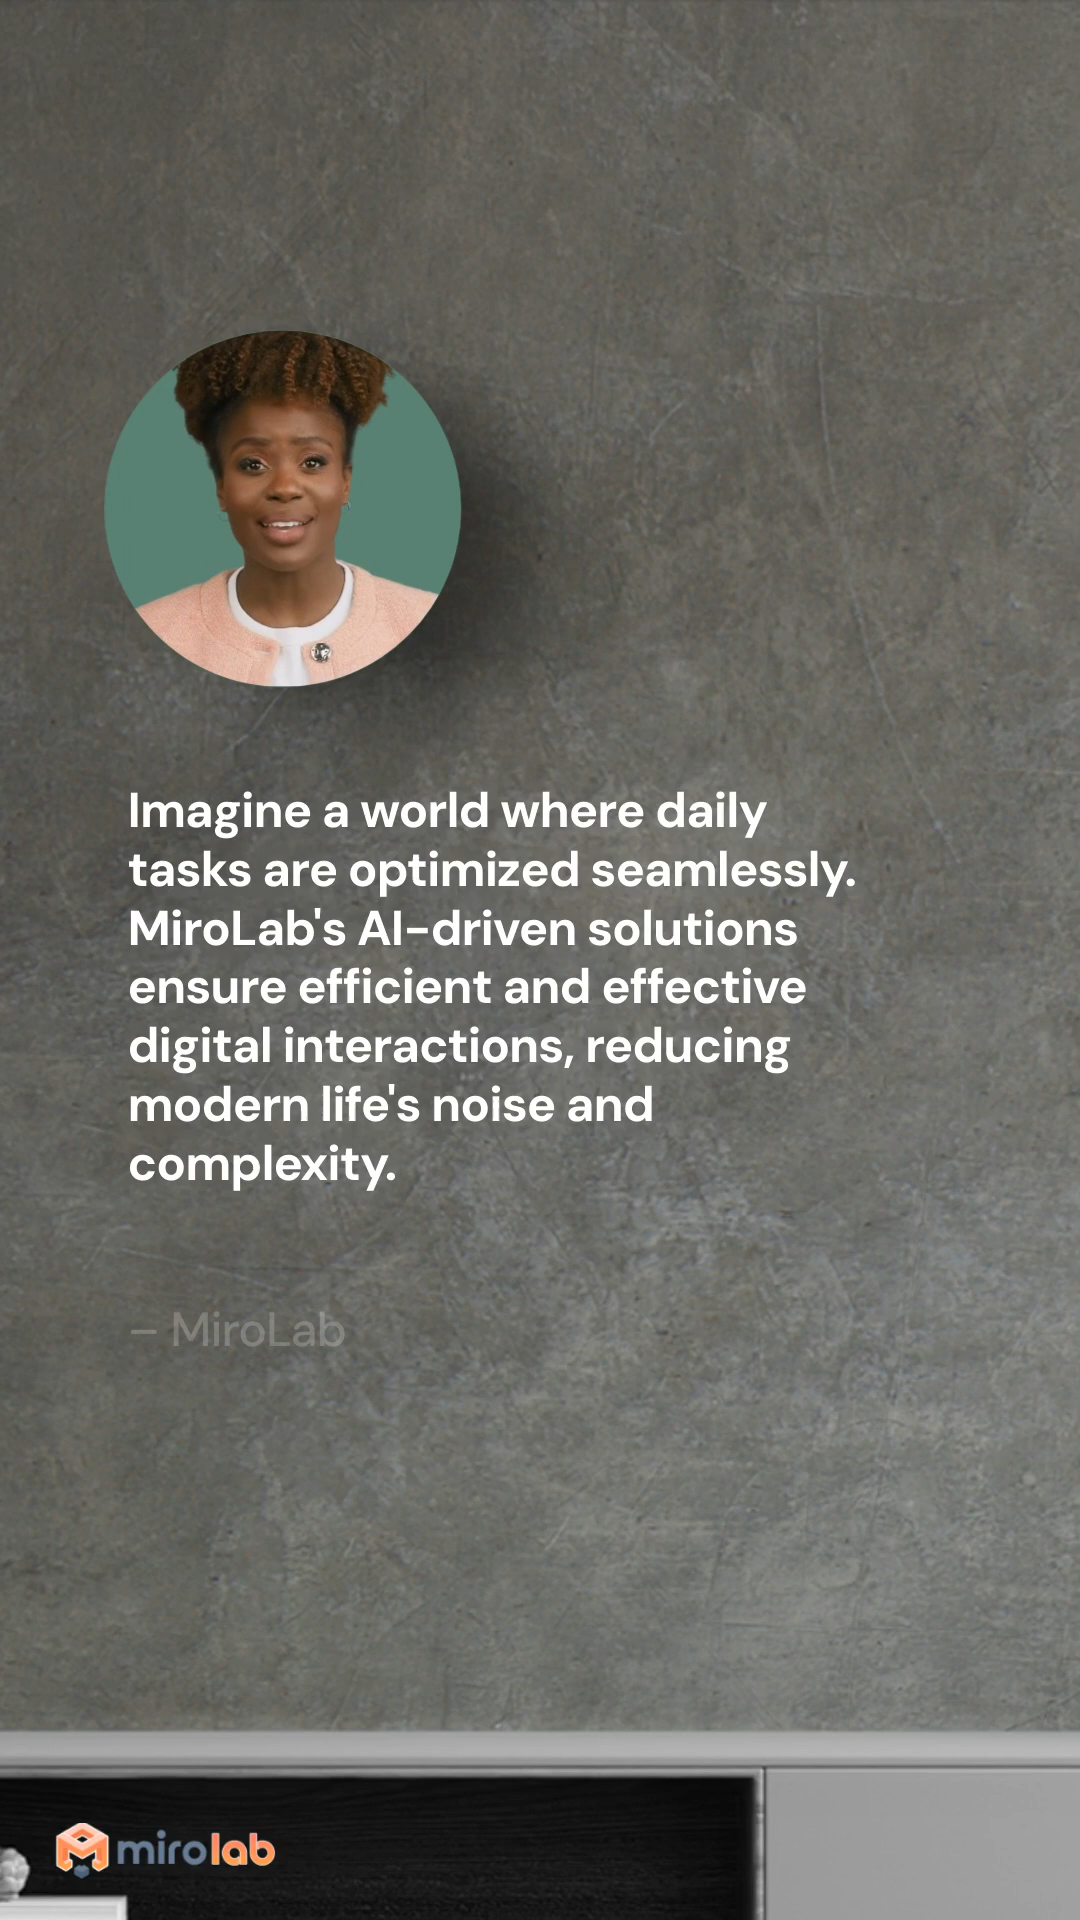 Imagine a world where daily
tasks are optimized seamlessly.
MiroLab's AI-driven solutions
ensure efficient and effective
digital interactions, reducing
modern life's noise and
complexity.
– MiroLab
mirolab